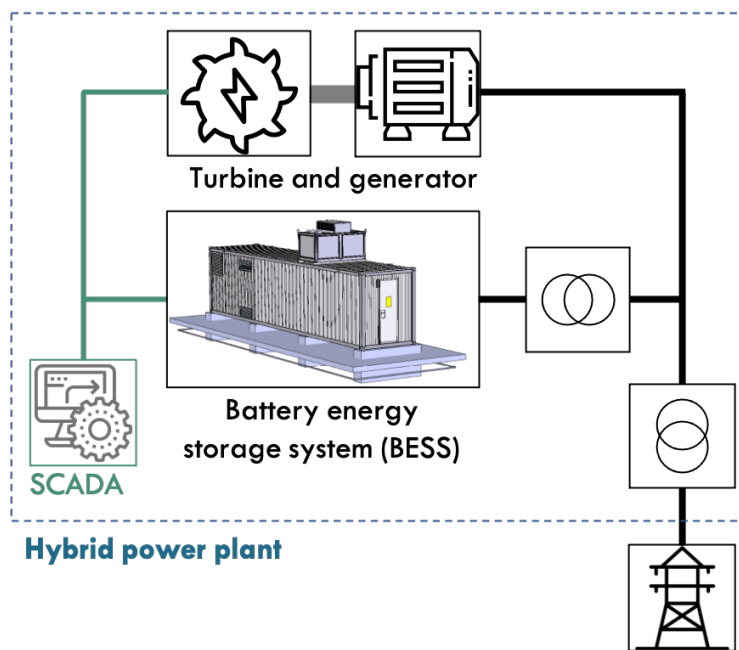 Turbine and generator
Battery energy
storage system (BESS)
SCADA
Hybrid power plant